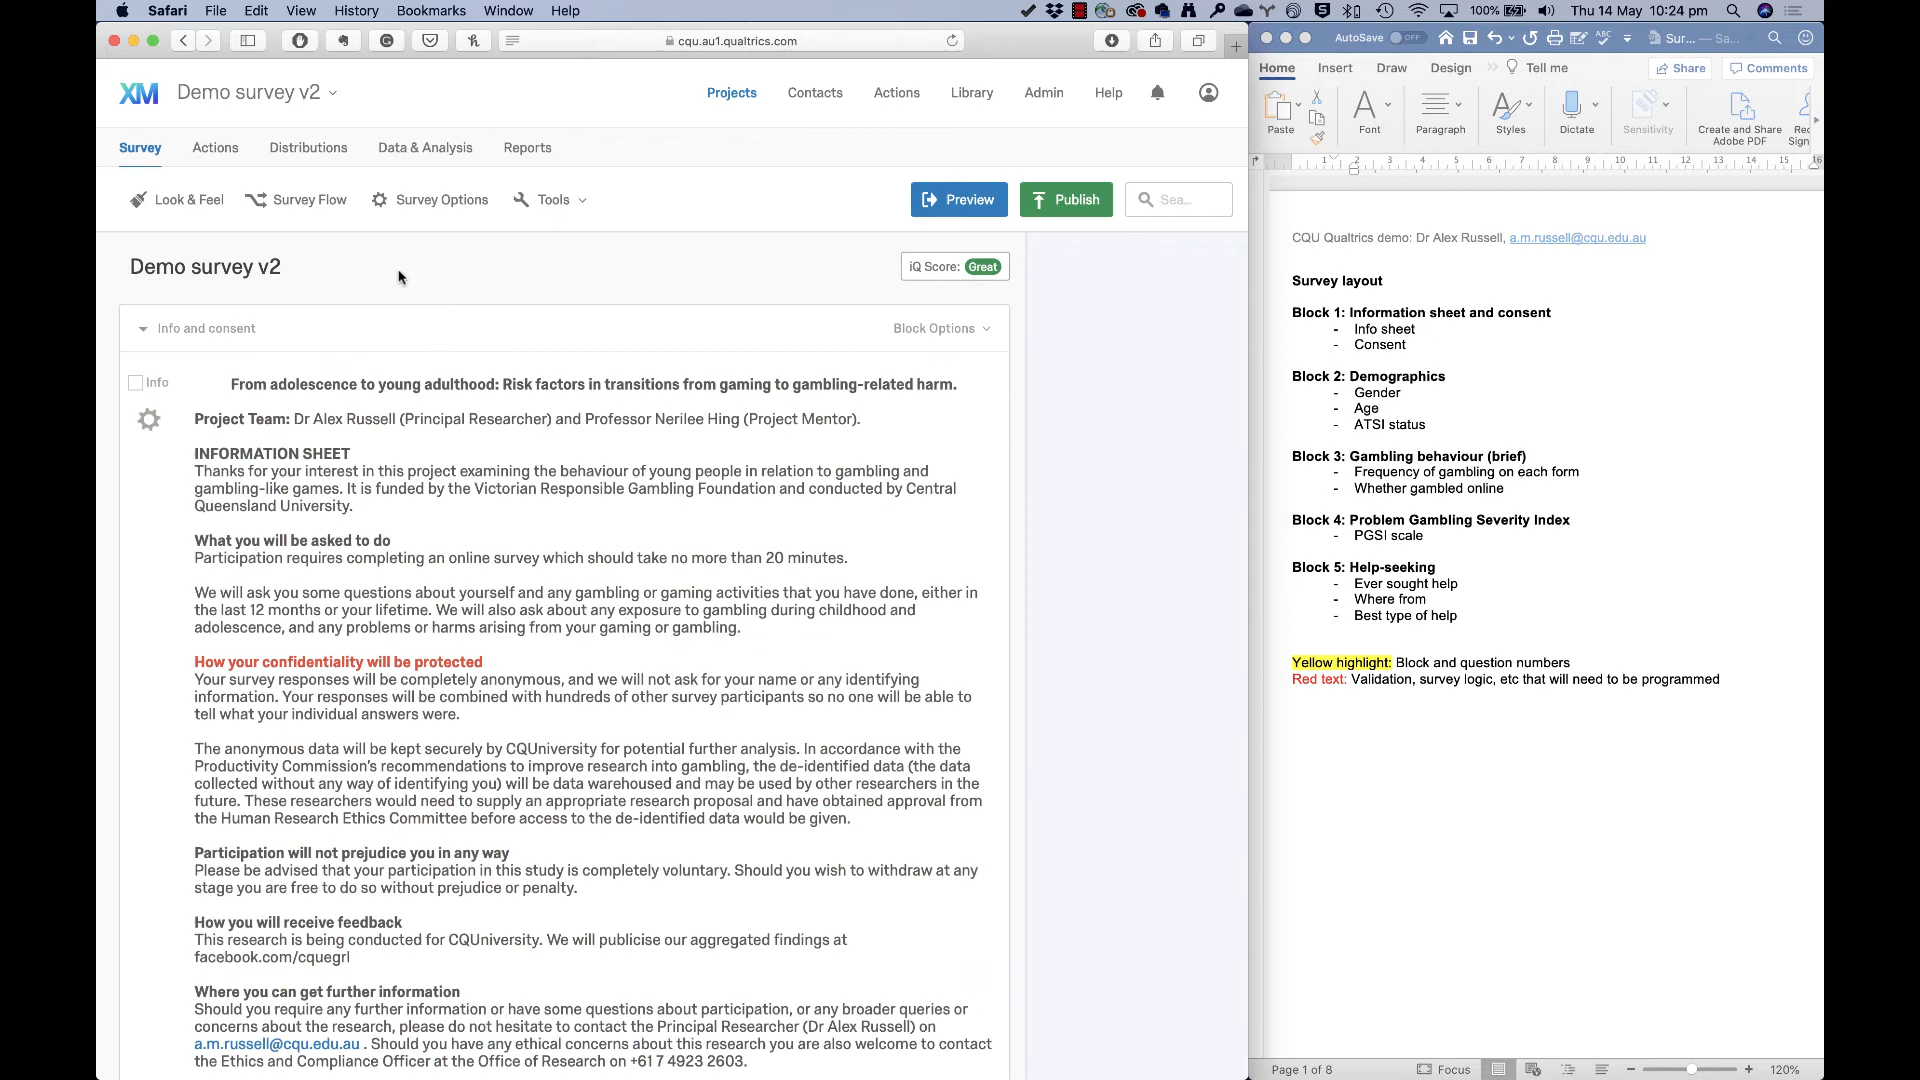 Safari File Edit View History Bookmarks Window Help
100% Thu 14 May 10:24 pm
cqu.au1.qualtrics.com
XM Demo survey v2
Projects Contacts Actions Library Admin Help
Survey Actions Distributions Data & Analysis Reports
Look & Feel Survey Flow Survey Options Tools
Preview Publish Sea...
Demo survey v2
iQ Score: Great
Info and consent
Block Options
Info
From adolescence to young adulthood: Risk factors in transitions from gaming to gambling-related harm.
Project Team: Dr Alex Russell (Principal Researcher) and Professor Nerilee Hing (Project Mentor).
INFORMATION SHEET
Thanks for your interest in this project examining the behaviour of young people in relation to gambling and
gambling-like games. It is funded by the Victorian Responsible Gambling Foundation and conducted by Central
Queensland University.
What you will be asked to do
Participation requires completing an online survey which should take no more than 20 minutes.
We will ask you some questions about yourself and any gambling or gaming activities that you have done, either in
the last 12 months or your lifetime. We will also ask about any exposure to gambling during childhood and
adolescence, and any problems or harms arising from your gaming or gambling.
How your confidentiality will be protected
Your survey responses will be completely anonymous, and we will not ask for your name or any identifying
information. Your responses will be combined with hundreds of other survey participants so no one will be able to
tell what your individual answers were.
The anonymous data will be kept securely by CQUniversity for potential further analysis. In accordance with the
Productivity Commission's recommendations to improve research into gambling, the de-identified data (the data
collected without any way of identifying you) will be data warehoused and may be used by other researchers in the
future. These researchers would need to supply an appropriate research proposal and have obtained approval from
the Human Research Ethics Committee before access to the de-identified data would be given.
Participation will not prejudice you in any way
Please be advised that your participation in this study is completely voluntary. Should you wish to withdraw at any
stage you are free to do so without prejudice or penalty.
How you will receive feedback
This research is being conducted for CQUniversity. We will publicise our aggregated findings at
facebook.com/cquegrl
Where you can get further information
Should you require any further information or have some questions about participation, or any broader queries or
concerns about the research, please do not hesitate to contact the Principal Researcher (Dr Alex Russell) on
a.m.russell@cqu.edu.au . Should you have any ethical concerns about this research you are also welcome to contact
the Ethics and Compliance Officer at the Office of Research on +61 7 4923 2603.
AutoSave OFF Sur... — Sa...
Home Insert Draw Design Tell me Share Comments
Paste Font Paragraph Styles Dictate Sensitivity Create and Share Adobe PDF Rec Sign
1 2 3 4 5 6 7 8 9 10 11 12 13 14 15 16
CQU Qualtrics demo: Dr Alex Russell, a.m.russell@cqu.edu.au
Survey layout
Block 1: Information sheet and consent
- Info sheet
- Consent
Block 2: Demographics
- Gender
- Age
- ATSI status
Block 3: Gambling behaviour (brief)
- Frequency of gambling on each form
- Whether gambled online
Block 4: Problem Gambling Severity Index
- PGSI scale
Block 5: Help-seeking
- Ever sought help
- Where from
- Best type of help
Yellow highlight: Block and question numbers
Red text: Validation, survey logic, etc that will need to be programmed
Page 1 of 8 Focus 120%